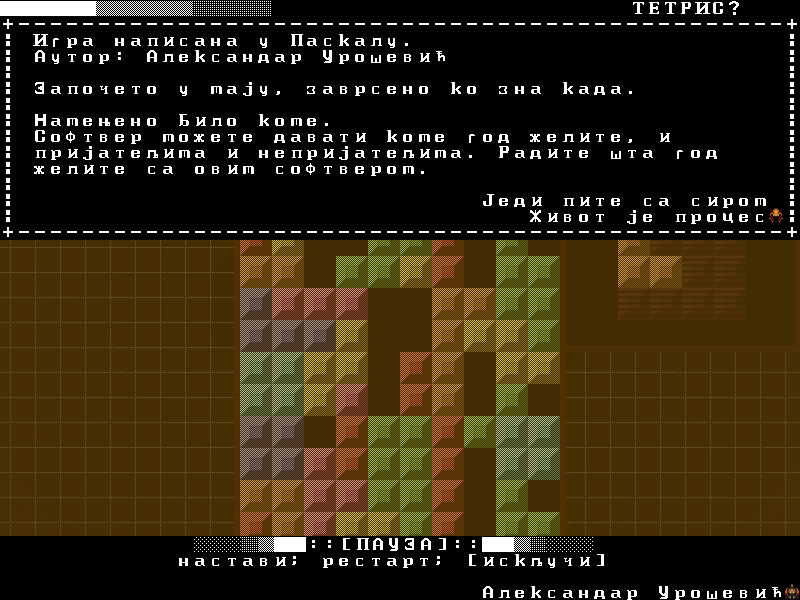 ТЕТРИС?
Игра написана у Паскалу.
Аутор: Александар Урошевић
Започето у мају, заврсено ко зна када.
Намењено било коме.
Софтвер можете давати коме год желите, и
пријатељима и непријатељима. Радите шта год
желите са овим софтвером.
Једи пите са сиром
Живот је процес
::[ПАУЗА]::
настави; рестарт; [искључи]
Александар Урошевић